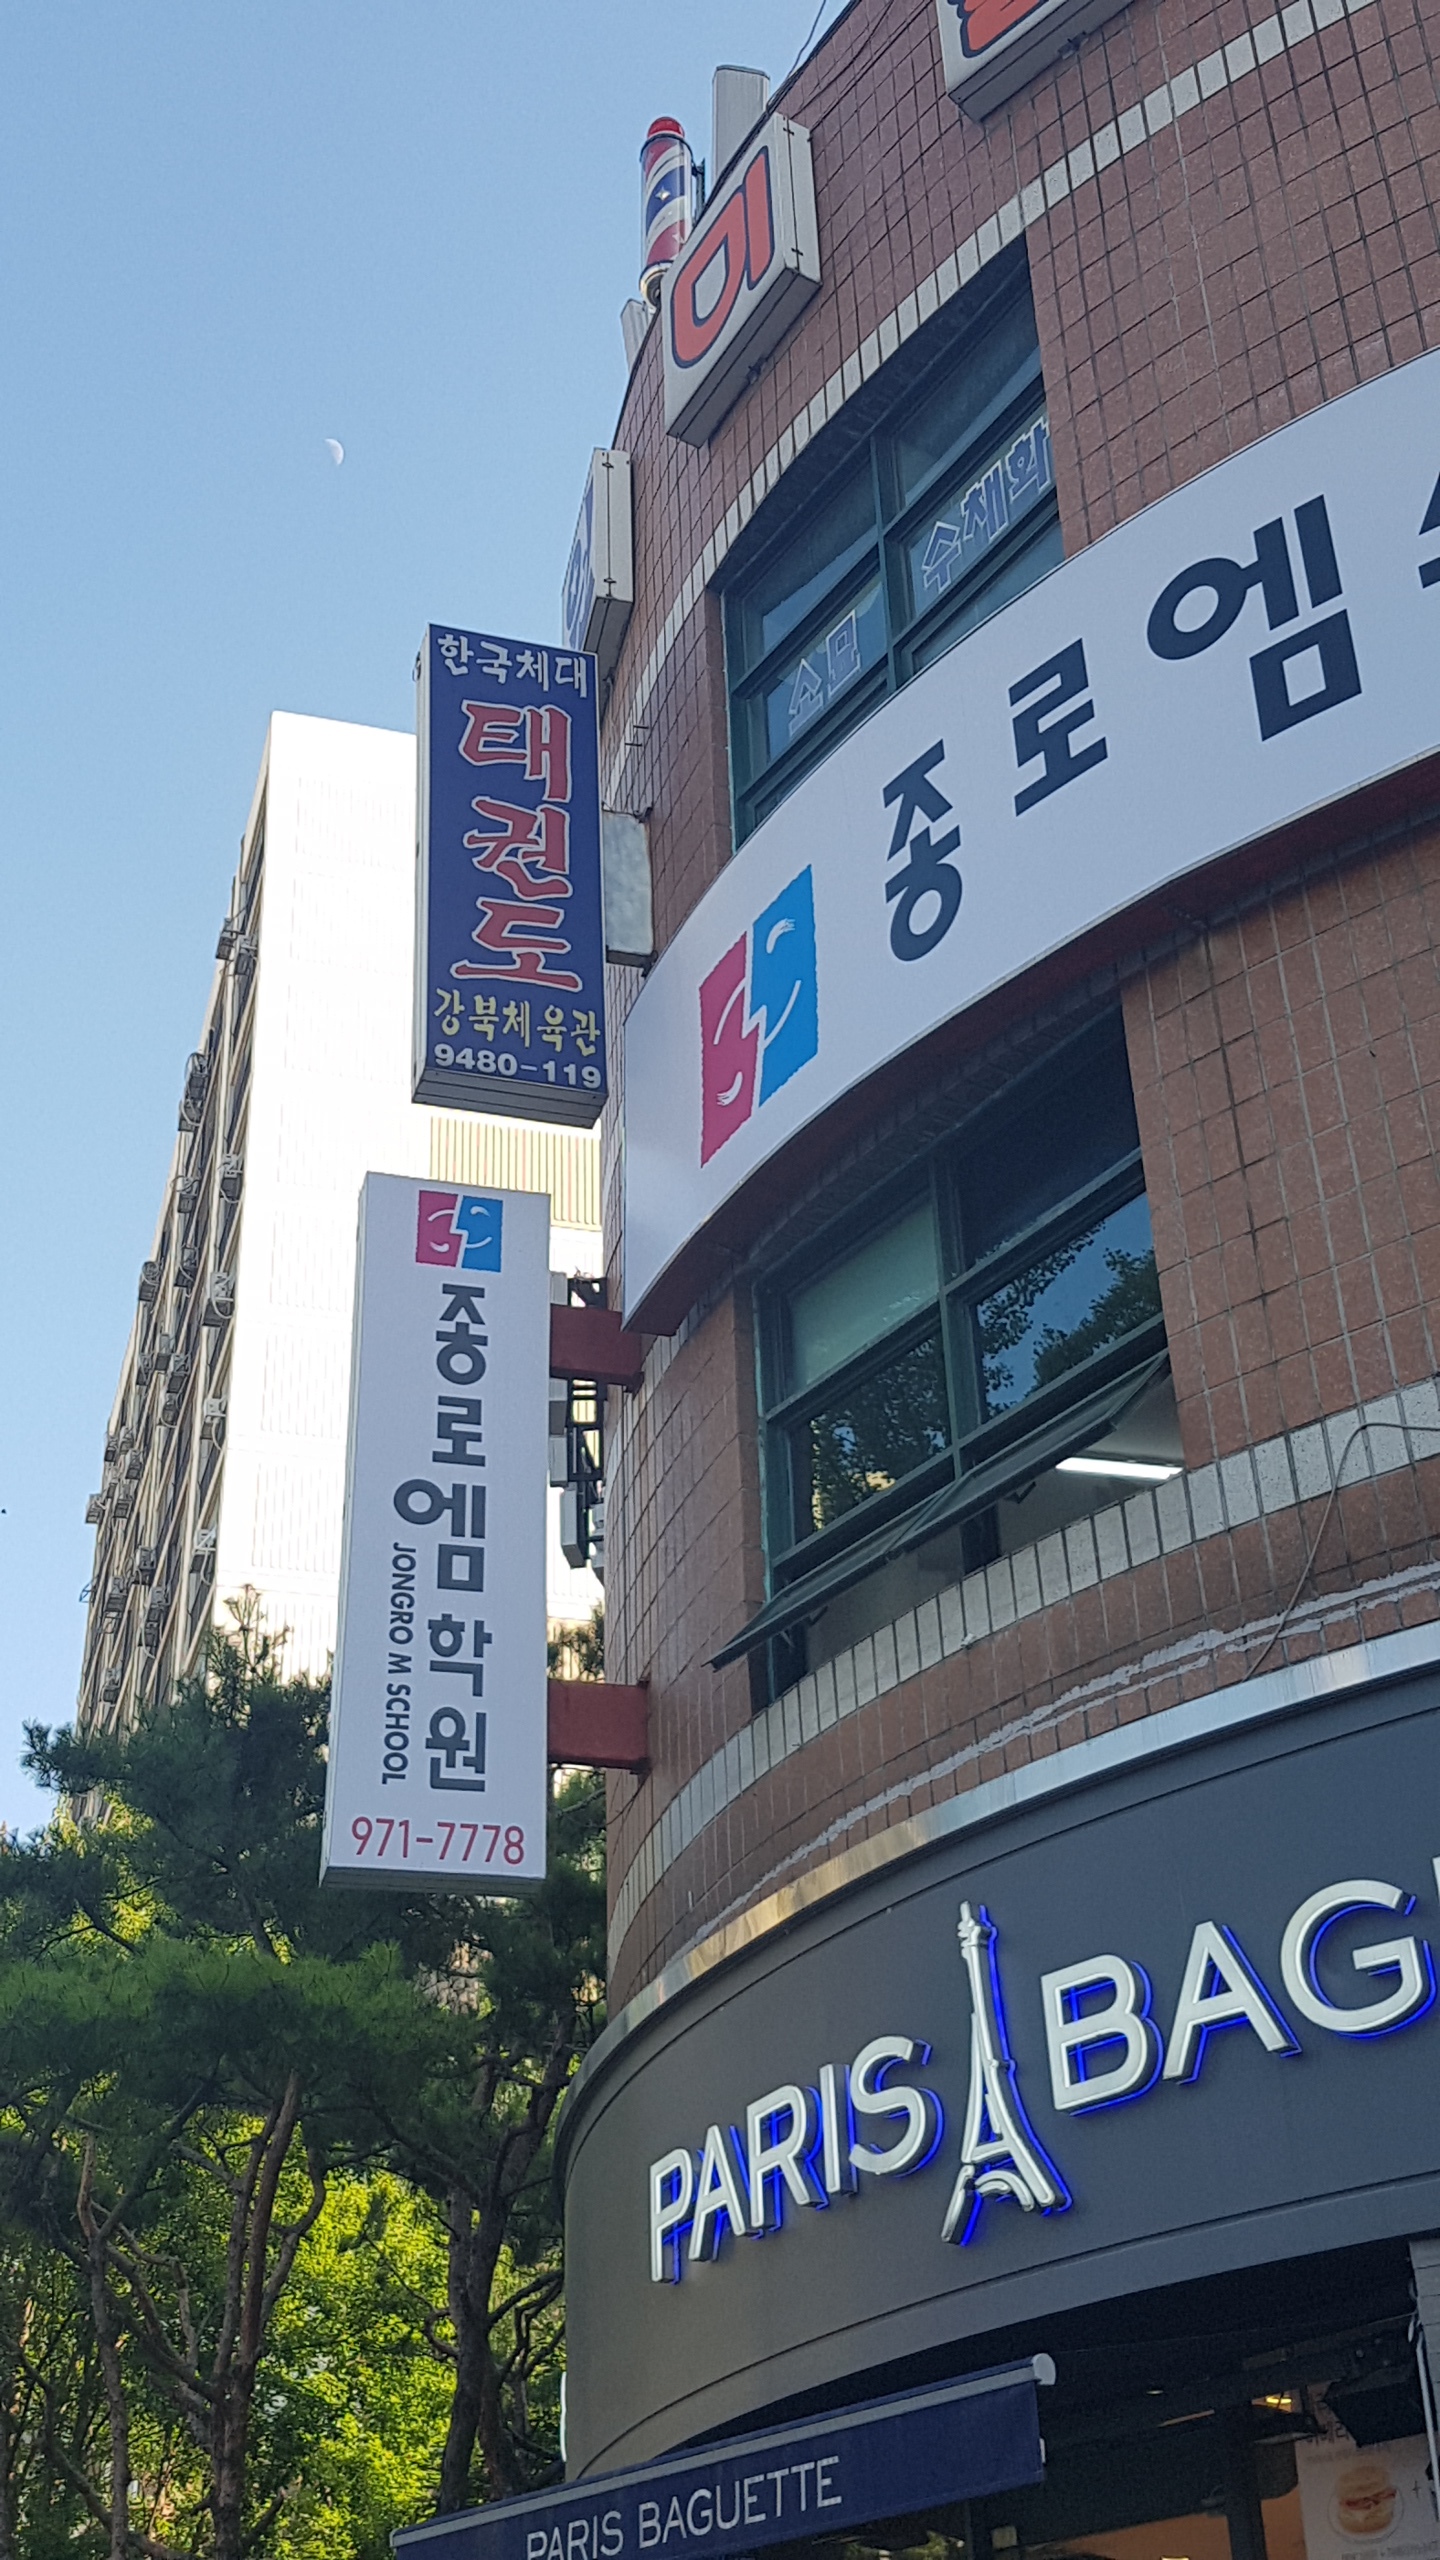 미
수채화
소묘
한국체대
태권도
강북체육관
9480-119
종로엠
종로엠학원
JONGRO M SCHOOL
971-7778
PARIS BAG
PARIS BAGUETTE